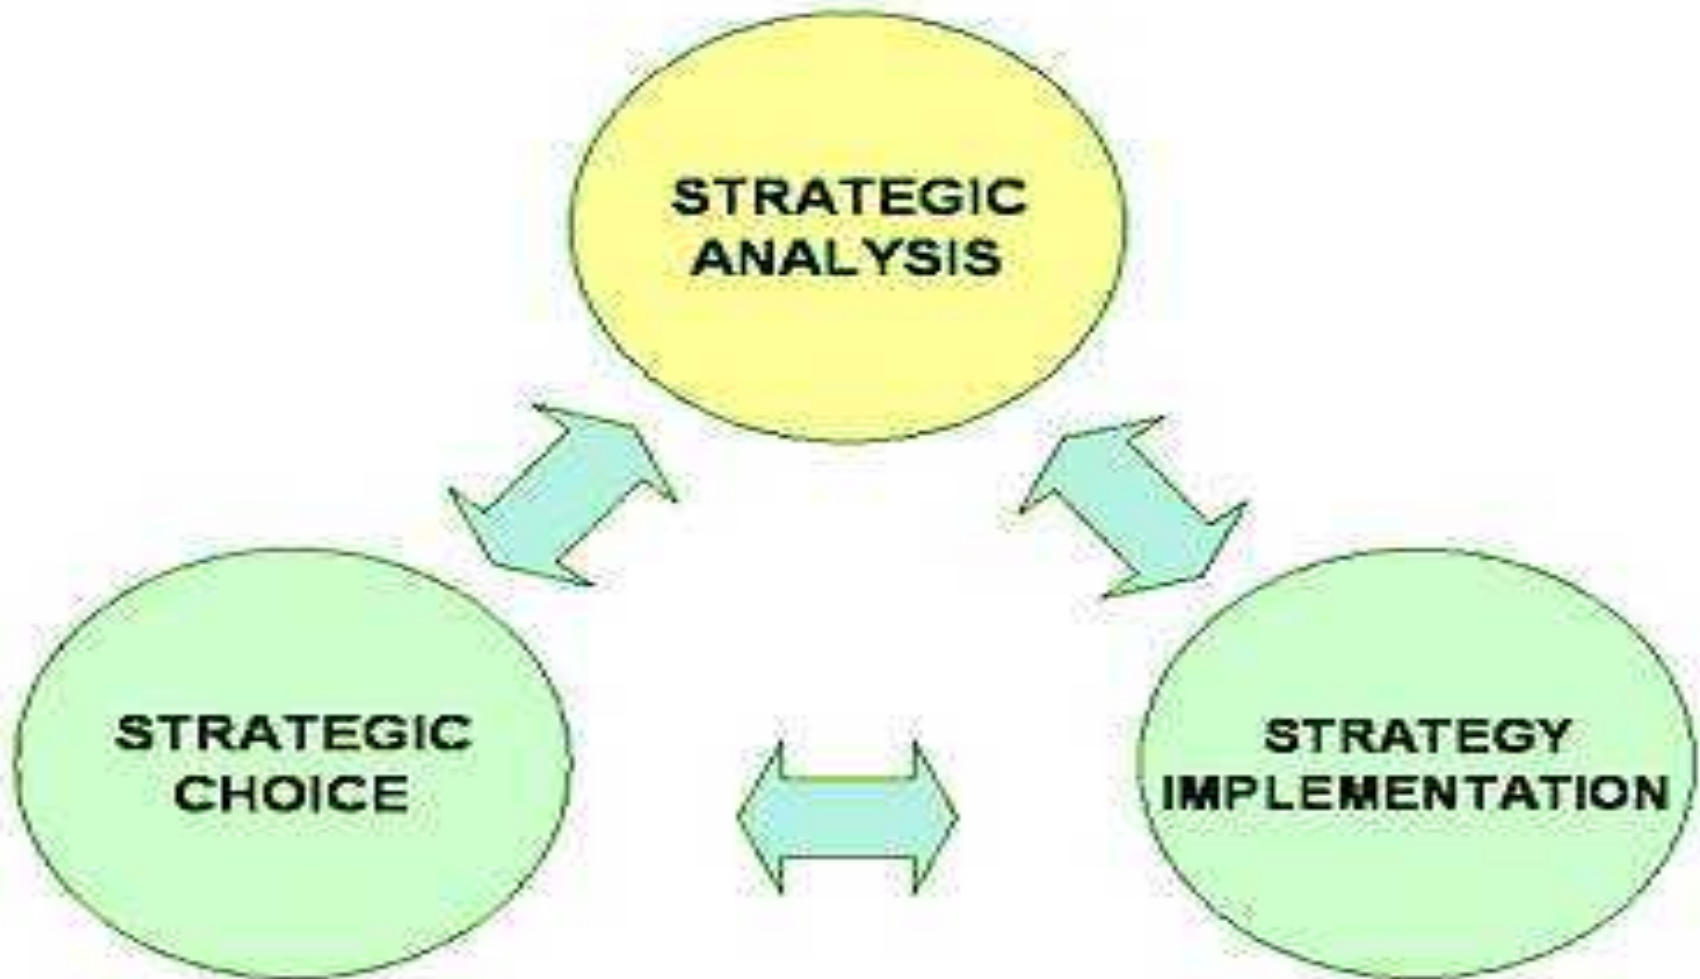 STRATEGIC
ANALYSIS
STRATEGIC
CHOICE
STRATEGY
IMPLEMENTATION